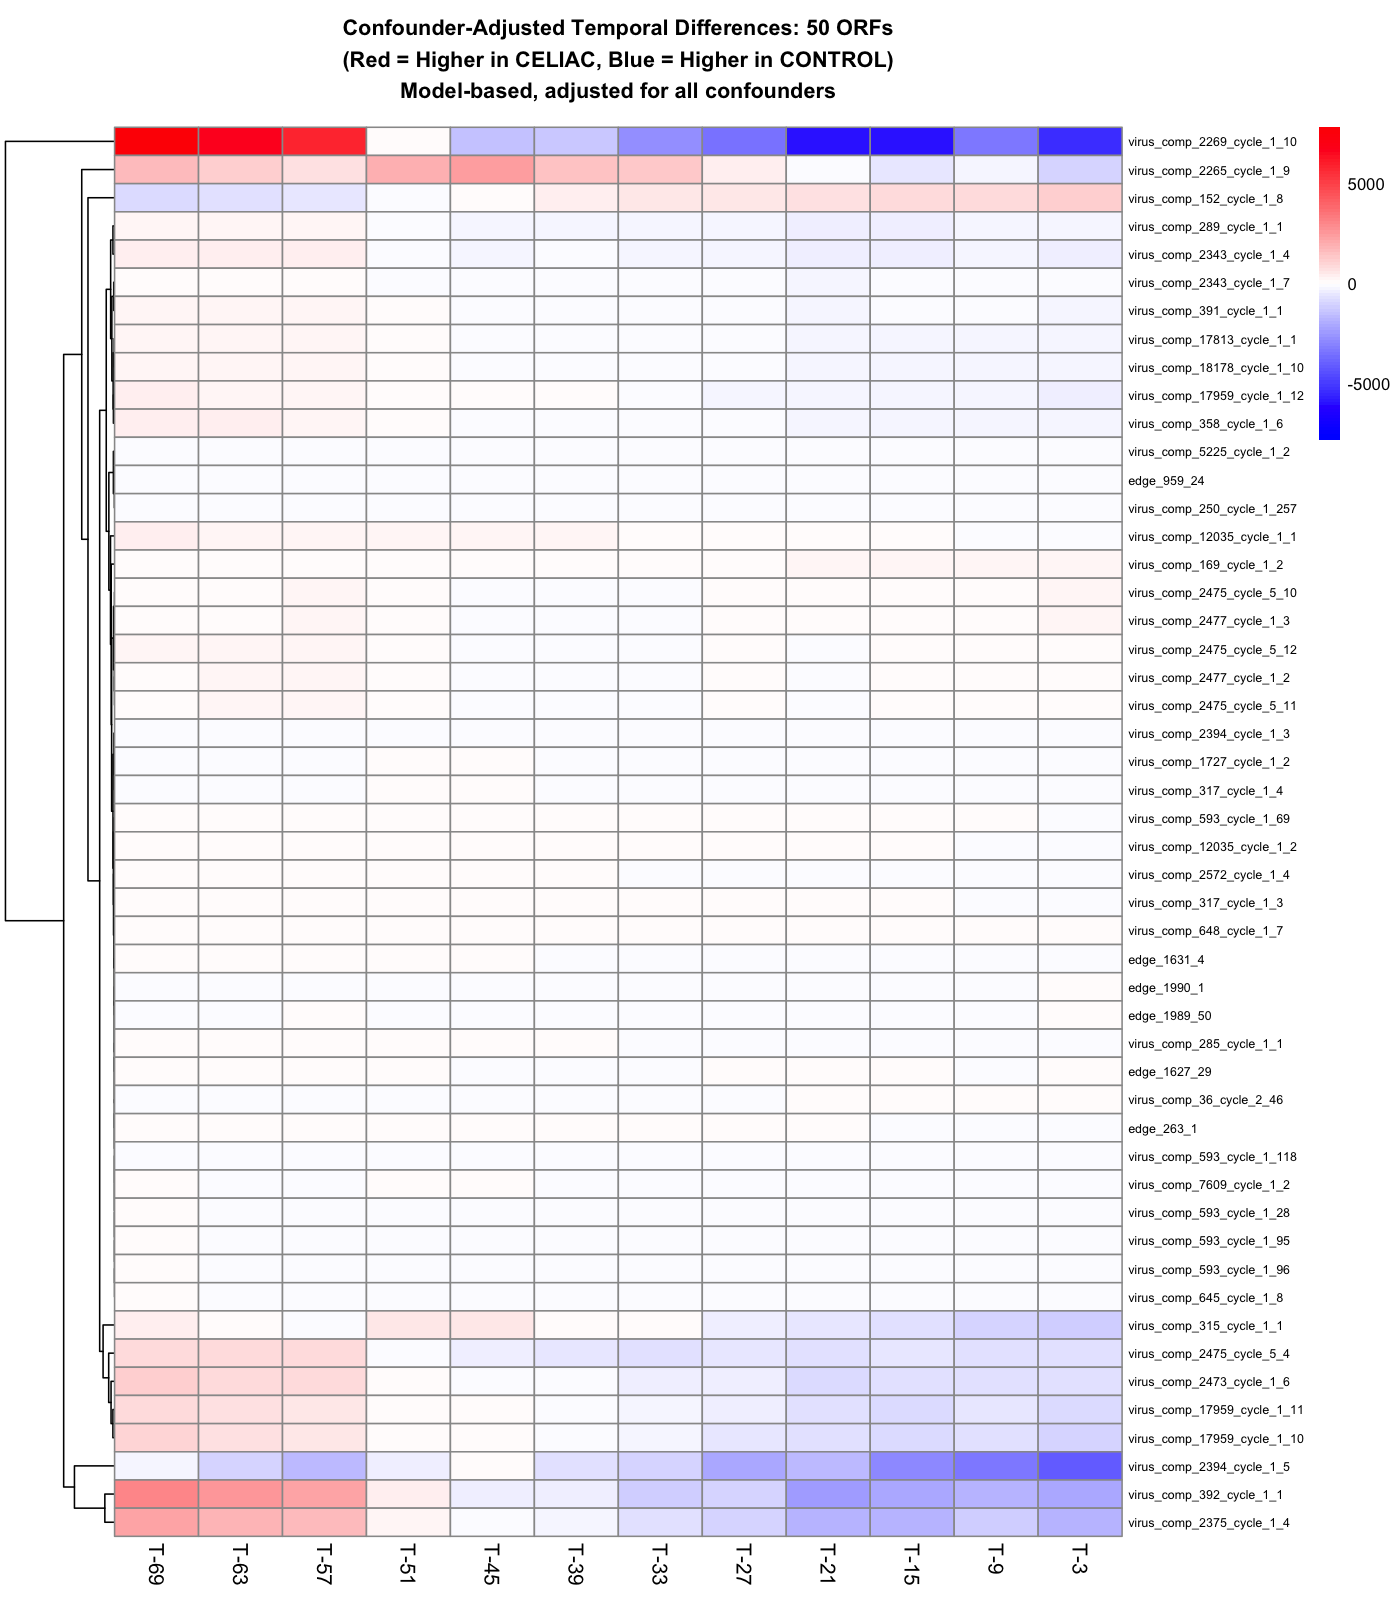 Confounder-Adjusted Temporal Differences: 50 ORFs
(Red = Higher in CELIAC, Blue = Higher in CONTROL)
Model-based, adjusted for all confounders
virus_comp_2269_cycle_1_10
virus_comp_2265_cycle_1_9
virus_comp_152_cycle_1_8
virus_comp_289_cycle_1_1
virus_comp_2343_cycle_1_4
virus_comp_2343_cycle_1_7
virus_comp_391_cycle_1_1
virus_comp_17813_cycle_1_1
virus_comp_18178_cycle_1_10
virus_comp_17959_cycle_1_12
virus_comp_358_cycle_1_6
virus_comp_5225_cycle_1_2
edge_959_24
virus_comp_250_cycle_1_257
virus_comp_12035_cycle_1_1
virus_comp_169_cycle_1_2
virus_comp_2475_cycle_5_10
virus_comp_2477_cycle_1_3
virus_comp_2475_cycle_5_12
virus_comp_2477_cycle_1_2
virus_comp_2475_cycle_5_11
virus_comp_2394_cycle_1_3
virus_comp_1727_cycle_1_2
virus_comp_317_cycle_1_4
virus_comp_593_cycle_1_69
virus_comp_12035_cycle_1_2
virus_comp_2572_cycle_1_4
virus_comp_317_cycle_1_3
virus_comp_648_cycle_1_7
edge_1631_4
edge_1990_1
edge_1989_50
virus_comp_285_cycle_1_1
edge_1627_29
virus_comp_36_cycle_2_46
edge_263_1
virus_comp_593_cycle_1_118
virus_comp_7609_cycle_1_2
virus_comp_593_cycle_1_28
virus_comp_593_cycle_1_95
virus_comp_593_cycle_1_96
virus_comp_645_cycle_1_8
virus_comp_315_cycle_1_1
virus_comp_2475_cycle_5_4
virus_comp_2473_cycle_1_6
virus_comp_17959_cycle_1_11
virus_comp_17959_cycle_1_10
virus_comp_2394_cycle_1_5
virus_comp_392_cycle_1_1
virus_comp_2375_cycle_1_4
5000
0
-5000
T-69
T-63
T-57
T-51
T-45
T-39
T-33
T-27
T-21
T-15
T-9
T-3